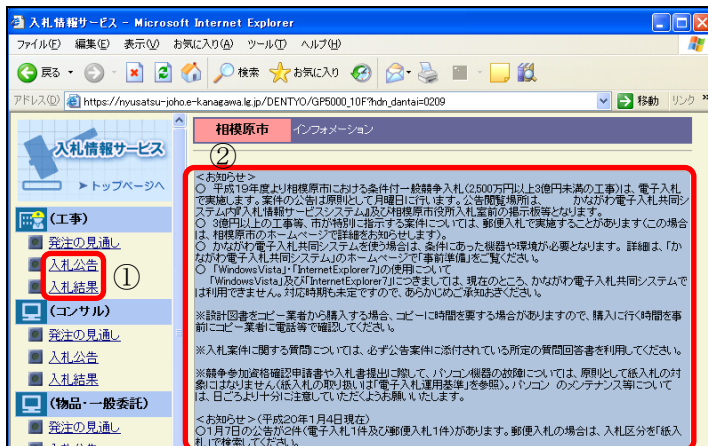 入札情報サービス - Microsoft Internet Explorer
ファイル(F) 編集(E) 表示(V) お気に入り(A) ツール(T) ヘルプ(H)
戻る 検索 お気に入り
アドレス(D) https://nyusatsu-joho.e-kanagawa.lg.jp/DENTYO/GP5000_10F?hdn_dantai=0209 移動 リンク »
入札情報サービス
▶トップページへ
(工事)
発注の見通し
入札公告
入札結果
①
(コンサル)
発注の見通し
入札公告
入札結果
(物品・一般委託)
発注の見通し
入札公告
相模原市 インフォメーション
②
<お知らせ>
○ 平成19年度より相模原市における条件付一般競争入札(2,500万円以上3億円未満の工事)は、電子入札
で実施します。案件の公告は原則として月曜日に行います。公告閲覧場所は、 かながわ電子入札共同シ
ステム内『入札情報サービスシステム』及び相模原市役所入札室前の掲示板等となります。
○ 3億円以上の工事等、市が特別に指示する案件については、郵便入札で実施することがあります(この場合
は、相模原市のホームページで詳細をお知らせします)。
○ かながわ電子入札共同システムを使う場合は、条件にあった機器や環境が必要となります。詳細は、「か
ながわ電子入札共同システム」のホームページで「事前準備」をご覧ください。
○ 「WindowsVista」・「InternetExplorer7」の使用について
「WindowsVista」及び「InternetExplorer7」につきましては、現在のところ、かながわ電子入札共同システムで
は利用できません。対応時期も未定ですので、あらかじめご承知おきください。
※設計図書をコピー業者から購入する場合、コピーに時間を要する場合がありますので、購入に行く時間を事
前にコピー業者に電話等で確認してください。
※入札案件に関する質問については、必ず公告案件に添付されている所定の質問回答書を利用してください。
※競争参加資格確認申請書や入札書提出に際して、パソコン機器の故障については、原則として紙入札の対
象にはなりません(紙入札の取り扱いは「電子入札運用基準」を参照)。パソコン のメンテナンス等について
は、日ごろより十分に注意していただくようお願いいたします。
<お知らせ>(平成20年1月4日現在)
○1月7日の公告が2件(電子入札1件及び郵便入札1件)があります。郵便入札の場合は、入札区分を「紙入
札」で検索してください。